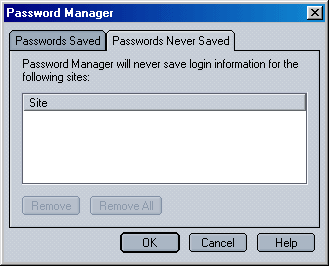 Password Manager
Passwords Saved
Passwords Never Saved
Password Manager will never save login information for the
following sites:
Site
Remove
Remove All
OK
Cancel
Help